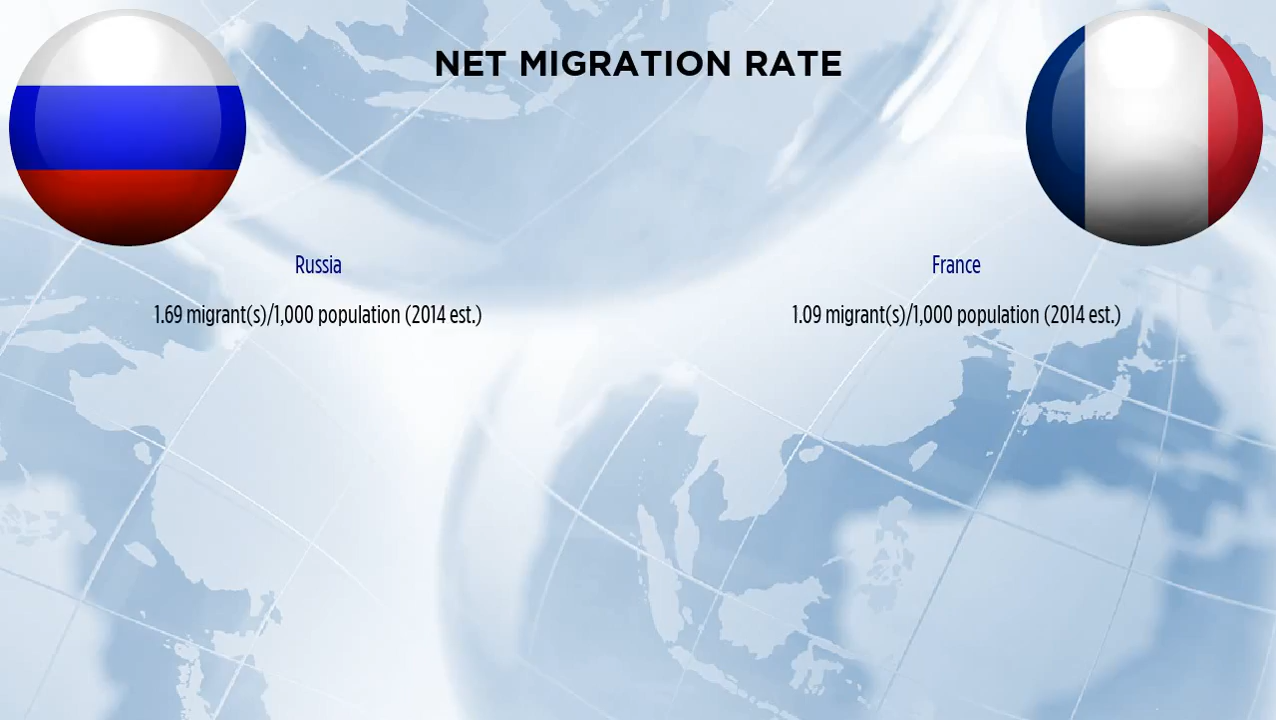 NET MIGRATION RATE
Russia
1.69 migrant(s)/1,000 population (2014 est.)
France
1.09 migrant(s)/1,000 population (2014 est.)